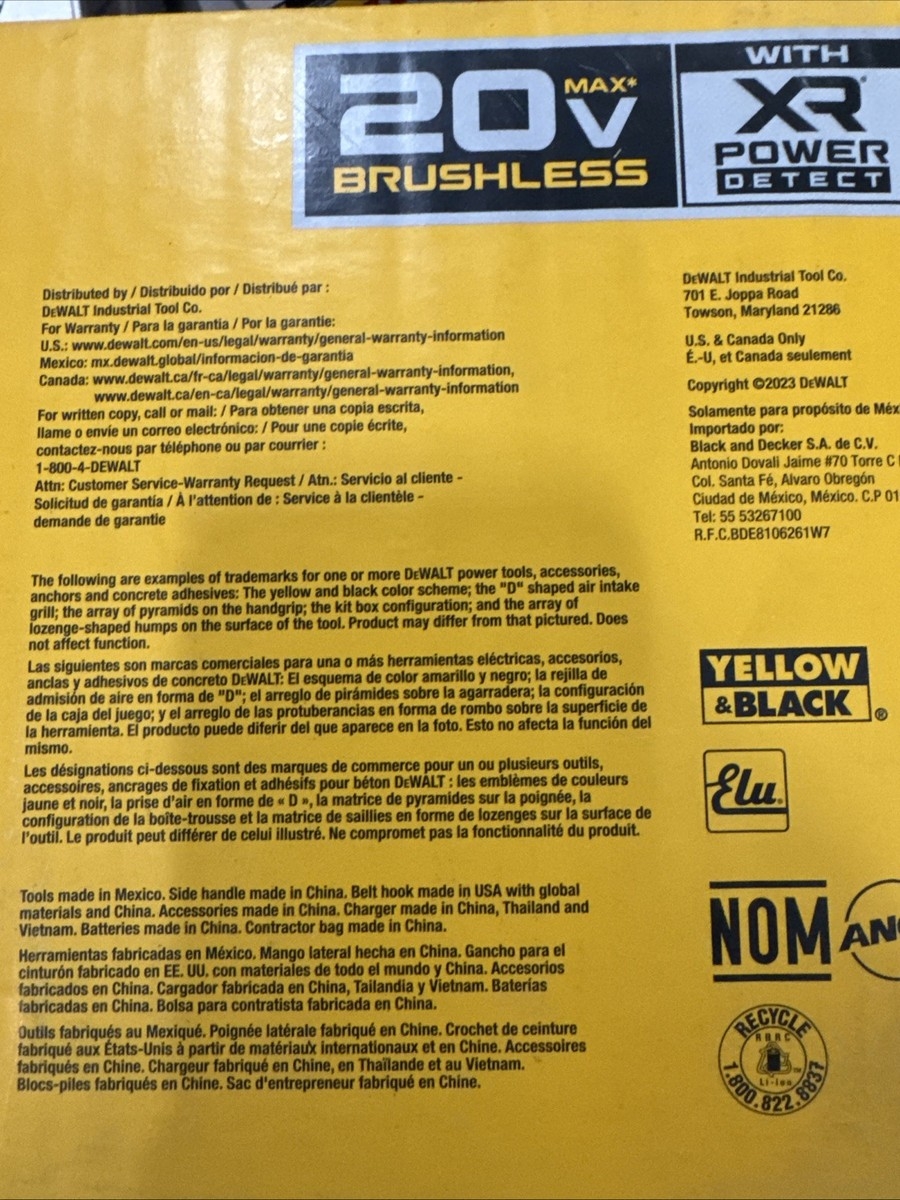 20V MAX*
BRUSHLESS
WITH
XR
POWER
DETECT
Distributed by / Distribuido por / Distribué par :
DEWALT Industrial Tool Co.
For Warranty / Para la garantia / Por la garantie:
U.S.: www.dewalt.com/en-us/legal/warranty/general-warranty-information
Mexico: mx.dewalt.global/informacion-de-garantia
Canada: www.dewalt.ca/fr-ca/legal/warranty/general-warranty-information,
www.dewalt.ca/en-ca/legal/warranty/general-warranty-information
For written copy, call or mail: / Para obtener una copia escrita,
llame o envíe un correo electrónico: / Pour une copie écrite,
contactez-nous par téléphone ou par courrier :
1-800-4-DEWALT
Attn: Customer Service-Warranty Request / Atn.: Servicio al cliente -
Solicitud de garantía / À l'attention de : Service à la clientèle -
demande de garantie
DEWALT Industrial Tool Co.
701 E. Joppa Road
Towson, Maryland 21286
U.S. & Canada Only
É.-U, et Canada seulement
Copyright ©2023 DEWALT
Solamente para propósito de Méx
Importado por:
Black and Decker S.A. de C.V.
Antonio Dovali Jaime #70 Torre C
Col. Santa Fé, Alvaro Obregón
Ciudad de México, México. C.P 01
Tel: 55 53267100
R.F.C.BDE8106261W7
The following are examples of trademarks for one or more DEWALT power tools, accessories,
anchors and concrete adhesives: The yellow and black color scheme; the "D" shaped air intake
grill; the array of pyramids on the handgrip; the kit box configuration; and the array of
lozenge-shaped humps on the surface of the tool. Product may differ from that pictured. Does
not affect function.
Las siguientes son marcas comerciales para una o más herramientas eléctricas, accesorios,
anclas y adhesivos de concreto DEWALT: El esquema de color amarillo y negro; la rejilla de
admisión de aire en forma de "D"; el arreglo de pirámides sobre la agarradera; la configuración
de la caja del juego; y el arreglo de las protuberancias en forma de rombo sobre la superficie de
la herramienta. El producto puede diferir del que aparece en la foto. Esto no afecta la función del
mismo.
Les désignations ci-dessous sont des marques de commerce pour un ou plusieurs outils,
accessoires, ancrages de fixation et adhésifs pour béton DEWALT : les emblèmes de couleurs
jaune et noir, la prise d'air en forme de « D », la matrice de pyramides sur la poignée, la
configuration de la boîte-trousse et la matrice de saillies en forme de lozenges sur la surface de
l'outil. Le produit peut différer de celui illustré. Ne compromet pas la fonctionnalité du produit.
YELLOW
&BLACK®
Elu
Tools made in Mexico. Side handle made in China. Belt hook made in USA with global
materials and China. Accessories made in China. Charger made in China, Thailand and
Vietnam. Batteries made in China. Contractor bag made in China.
Herramientas fabricadas en México. Mango lateral hecha en China. Gancho para el
cinturón fabricado en EE. UU. con materiales de todo el mundo y China. Accesorios
fabricados en China. Cargador fabricada en China, Tailandia y Vietnam. Baterías
fabricadas en China. Bolsa para contratista fabricada en China.
Outils fabriqués au Mexiqué. Poignée latérale fabriqué en Chine. Crochet de ceinture
fabriqué aux États-Unis à partir de matériaux internationaux et en Chine. Accessoires
fabriqués en Chine. Chargeur fabriqué en Chine, en Thaïlande et au Vietnam.
Blocs-piles fabriqués en Chine. Sac d'entrepreneur fabriqué en Chine.
NOM
ANC
RECYCLE
RBRC
Li-Ion
1.800.822.8837